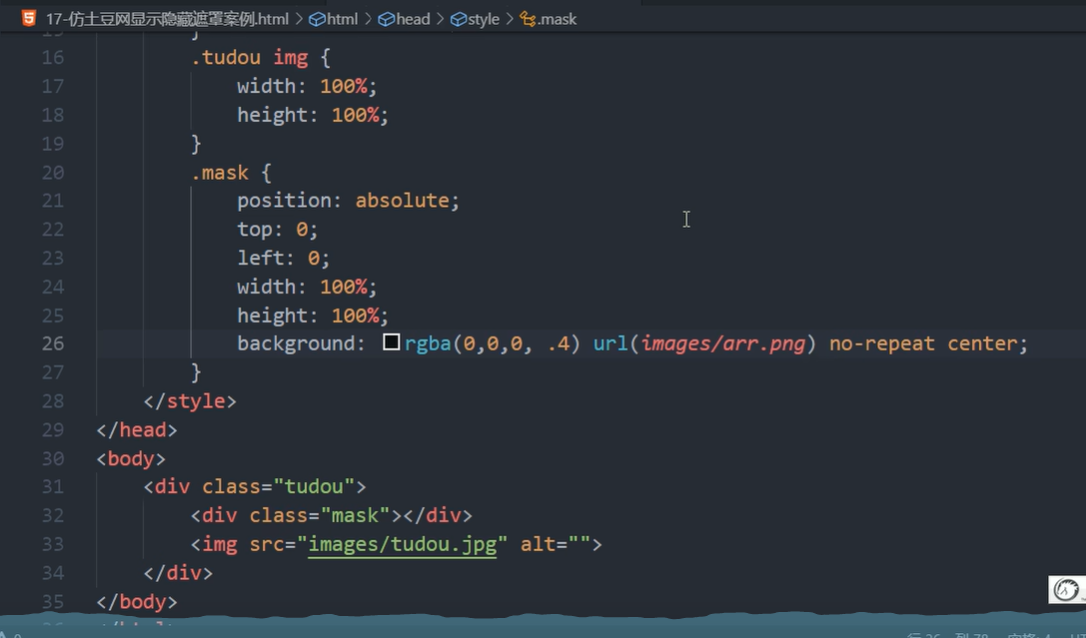 17-仿土豆网显示隐藏遮罩案例.html > html > head > style > .mask
15 }
16 .tudou img {
17 width: 100%;
18 height: 100%;
19 }
20 .mask {
21 position: absolute;
22 top: 0;
23 left: 0;
24 width: 100%;
25 height: 100%;
26 background: rgba(0,0,0, .4) url(images/arr.png) no-repeat center;
27 }
28 </style>
29 </head>
30 <body>
31 <div class="tudou">
32 <div class="mask"></div>
33 <img src="images/tudou.jpg" alt="">
34 </div>
35 </body>